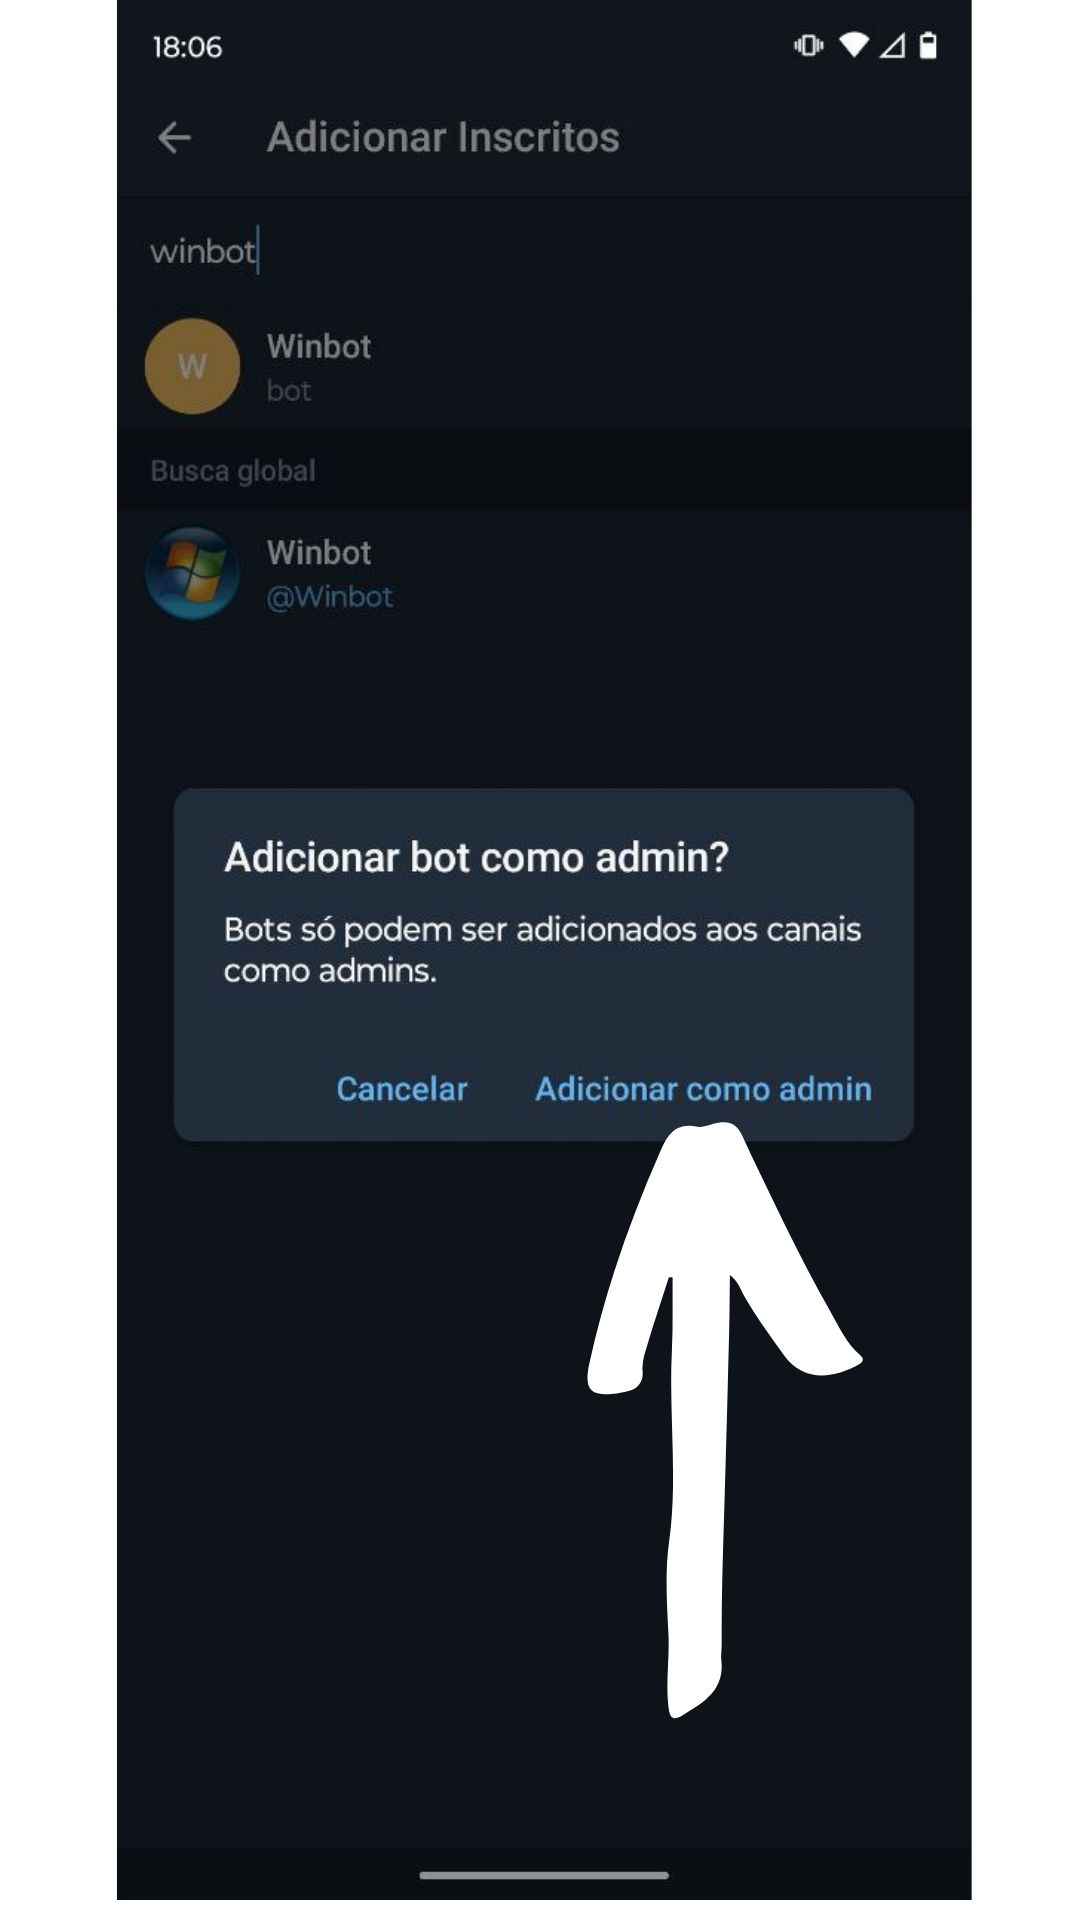 18:06
Adicionar Inscritos
winbot
W
Winbot
bot
Busca global
Winbot
@Winbot
Adicionar bot como admin?
Bots só podem ser adicionados aos canais
como admins.
Cancelar Adicionar como admin